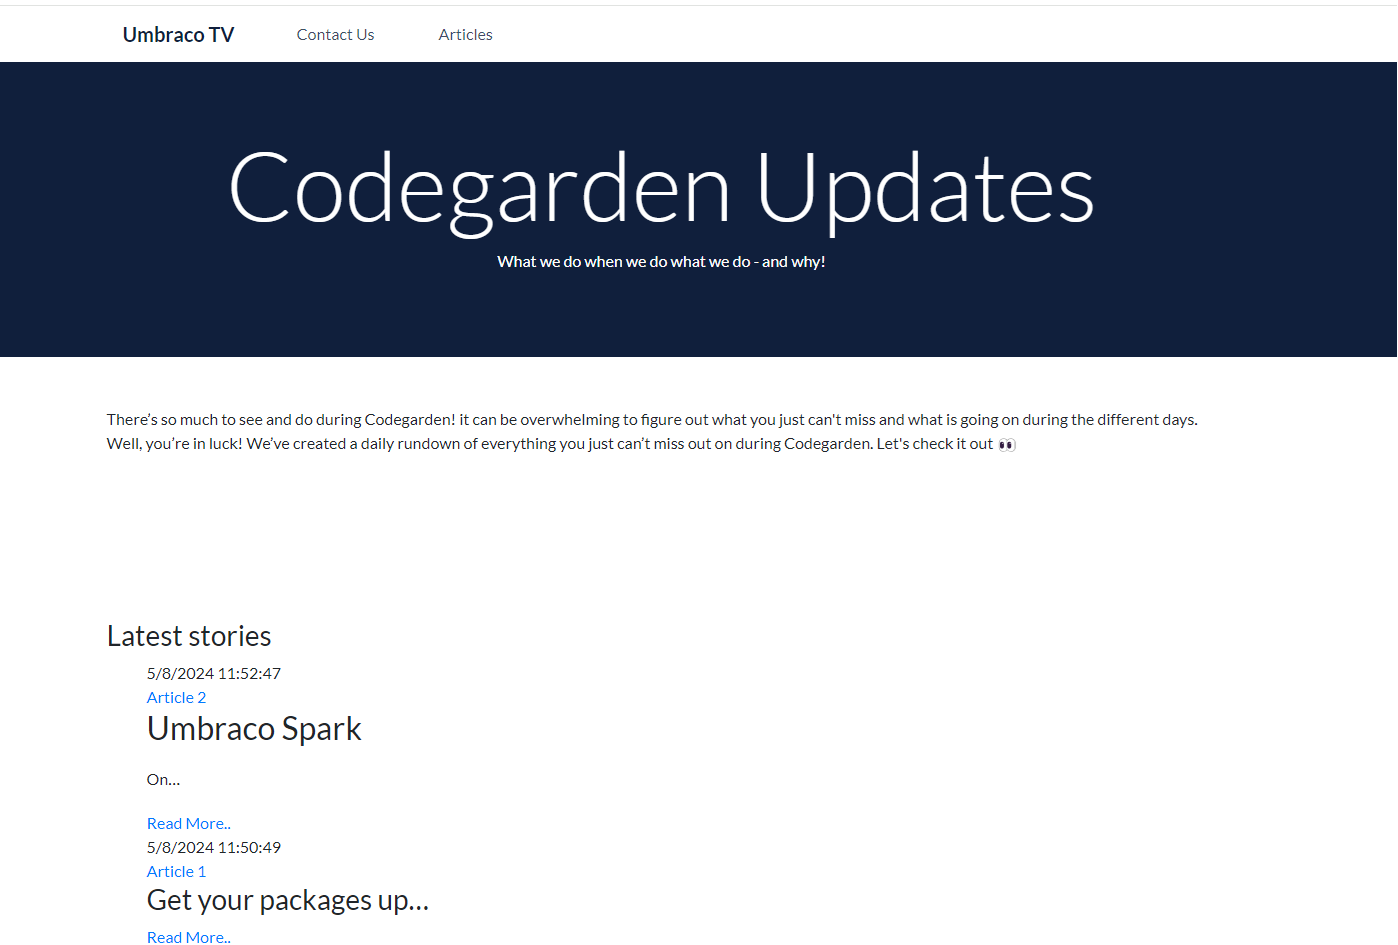 Umbraco TV Contact Us Articles
Codegarden Updates
What we do when we do what we do - and why!
There’s so much to see and do during Codegarden! it can be overwhelming to figure out what you just can't miss and what is going on during the different days.
Well, you’re in luck! We’ve created a daily rundown of everything you just can’t miss out on during Codegarden. Let's check it out 👀
Latest stories
5/8/2024 11:52:47
Article 2
Umbraco Spark
On...
Read More..
5/8/2024 11:50:49
Article 1
Get your packages up...
Read More..